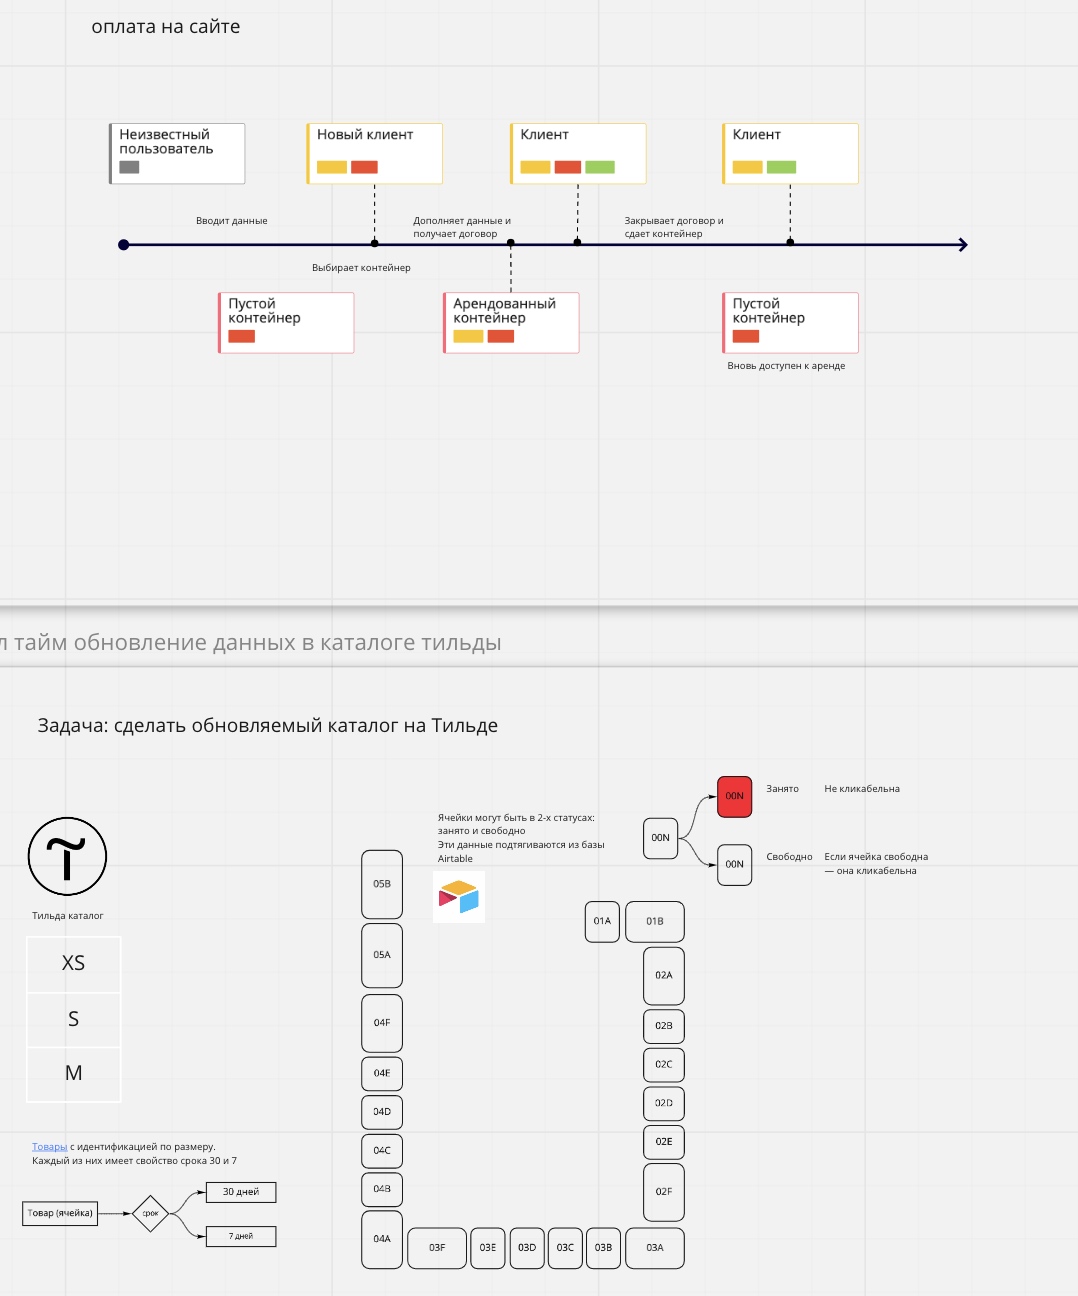 оплата на сайте
Неизвестный
пользователь
Новый клиент
Клиент
Клиент
Вводит данные
Дополняет данные и
получает договор
Закрывает договор и
сдает контейнер
Выбирает контейнер
Пустой
контейнер
Арендованный
контейнер
Пустой
контейнер
Вновь доступен к аренде
тайм обновление данных в каталоге тильды
Задача: сделать обновляемый каталог на Тильде
Тильда каталог
XS
S
M
Товары с идентификацией по размеру.
Каждый из них имеет свойство срока 30 и 7
Товар (ячейка)
срок
30 дней
7 дней
Ячейки могут быть в 2-х статусах:
занято и свободно
Эти данные подтягиваются из базы
Airtable
00N
00N
Занято
Не кликабельна
00N
Свободно
Если ячейка свободна
— она кликабельна
05B
05A
04F
04E
04D
04C
04B
04A
03F
03E
03D
03C
03B
03A
01A
01B
02A
02B
02C
02D
02E
02F